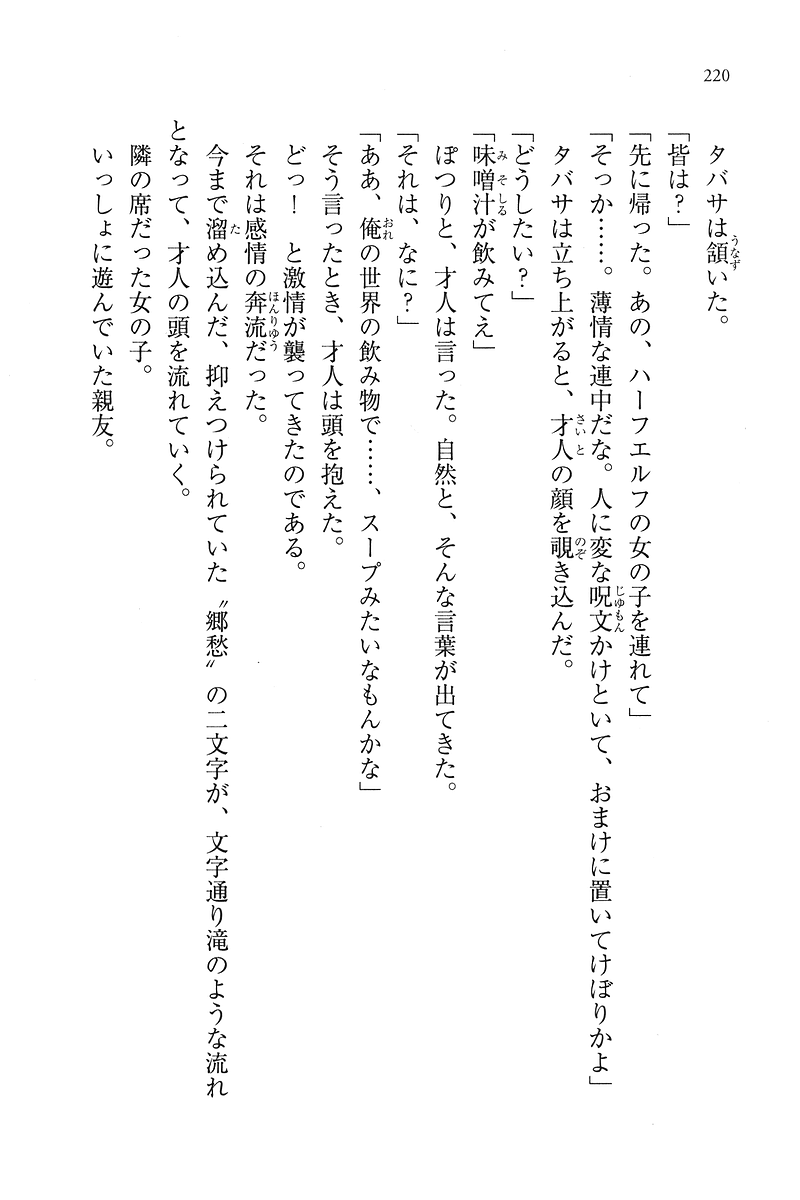 220
タバサは頷いた。
「皆は?」
「先に帰った。あの、ハーフエルフの女の子を連れて」
「そっか……。薄情な連中だな。人に変な呪文かけといて、おまけに置いてけぼりかよ」
タバサは立ち上がると、才人の顔を覗き込んだ。
「どうしたい?」
「味噌汁が飲みてえ」
ぽつりと、才人は言った。自然と、そんな言葉が出てきた。
「それは、なに?」
「ああ、俺の世界の飲み物で……、スープみたいなもんかな」
そう言ったとき、才人は頭を抱えた。
どっ! と激情が襲ってきたのである。
それは感情の奔流だった。
今まで溜め込んだ、抑えつけられていた〝郷愁〟の二文字が、文字通り滝のような流れ
となって、才人の頭を流れていく。
隣の席だった女の子。
いっしょに遊んでいた親友。